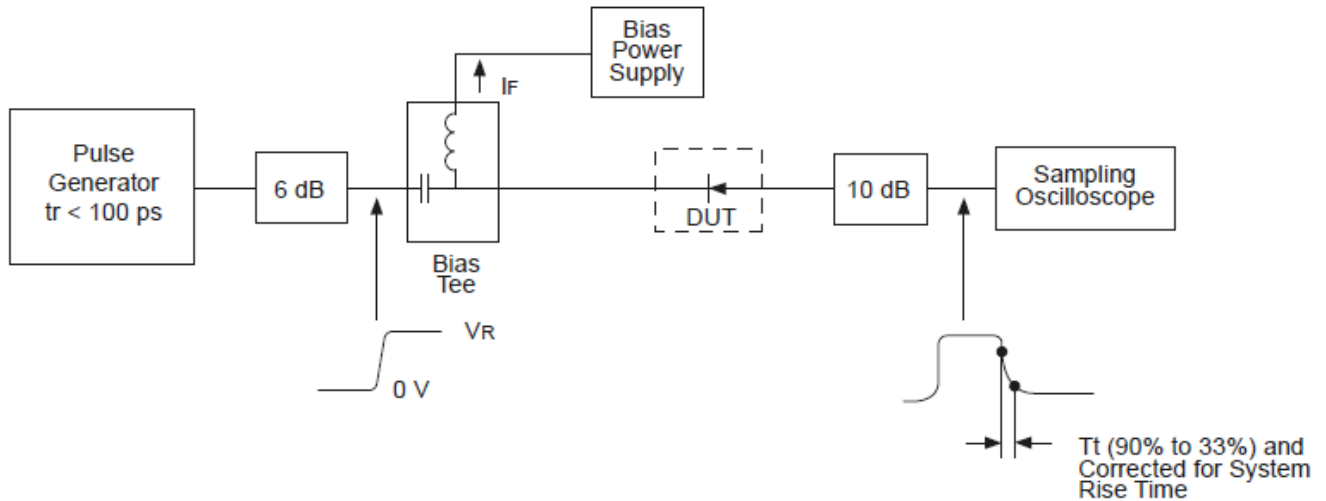 Bias
Power
Supply
IF
Pulse
Generator
tr < 100 ps
6 dB
Bias
Tee
DUT
10 dB
Sampling
Oscilloscope
VR
0 V
Tt (90% to 33%) and
Corrected for System
Rise Time